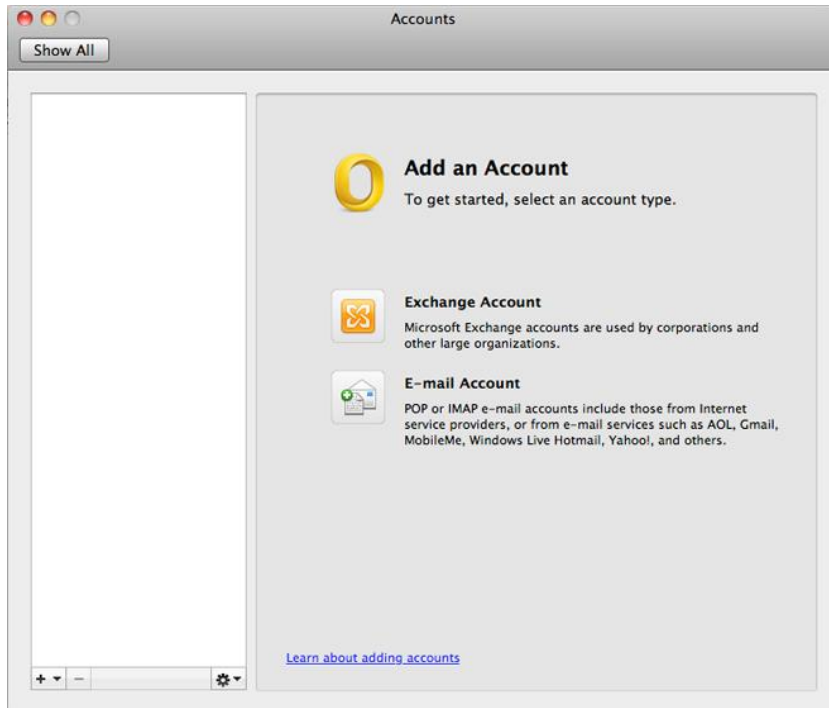 Accounts
Show All
Add an Account
To get started, select an account type.
Exchange Account
Microsoft Exchange accounts are used by corporations and
other large organizations.
E-mail Account
POP or IMAP e-mail accounts include those from Internet
service providers, or from e-mail services such as AOL, Gmail,
MobileMe, Windows Live Hotmail, Yahoo!, and others.
Learn about adding accounts